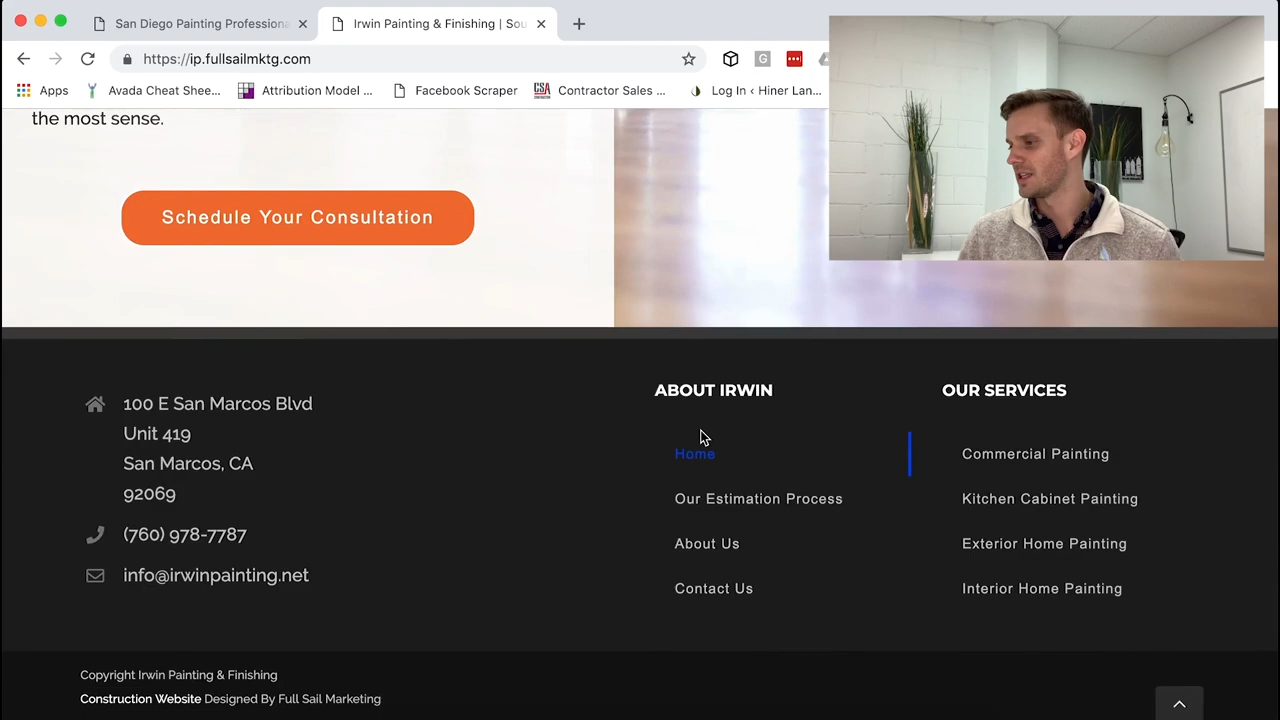 San Diego Painting Professiona
Irwin Painting & Finishing | Sou
https://ip.fullsailmktg.com
G
Apps
Avada Cheat Shee...
Attribution Model ...
Facebook Scraper
CSA
Contractor Sales ...
Log In ‹ Hiner Lan...
the most sense.
Schedule Your Consultation
100 E San Marcos Blvd
Unit 419
San Marcos, CA
92069
(760) 978-7787
info@irwinpainting.net
ABOUT IRWIN
Home
Our Estimation Process
About Us
Contact Us
OUR SERVICES
Commercial Painting
Kitchen Cabinet Painting
Exterior Home Painting
Interior Home Painting
Copyright Irwin Painting & Finishing
Construction Website Designed By Full Sail Marketing